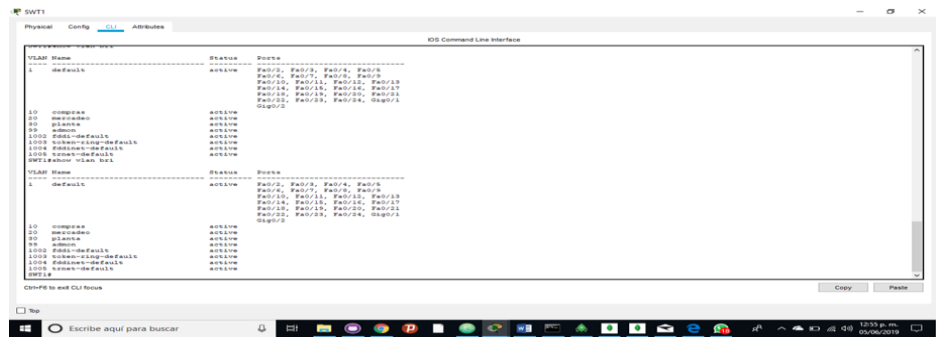 SWT1
Physical Config CLI Attributes
IOS Command Line Interface
VLAN Name Status Ports
1 default active Fa0/2, Fa0/3, Fa0/4, Fa0/5
Fa0/6, Fa0/7, Fa0/8, Fa0/9
Fa0/10, Fa0/11, Fa0/12, Fa0/13
Fa0/14, Fa0/15, Fa0/16, Fa0/17
Fa0/18, Fa0/19, Fa0/20, Fa0/21
Fa0/22, Fa0/23, Fa0/24, Gig0/1
Gig0/2
10 compras active
20 mercadeo active
30 planta active
99 admon active
1002 fddi-default active
1003 token-ring-default active
1004 fddinet-default active
1005 trnet-default active
SWT1#show vlan bri
VLAN Name Status Ports
1 default active Fa0/2, Fa0/3, Fa0/4, Fa0/5
Fa0/6, Fa0/7, Fa0/8, Fa0/9
Fa0/10, Fa0/11, Fa0/12, Fa0/13
Fa0/14, Fa0/15, Fa0/16, Fa0/17
Fa0/18, Fa0/19, Fa0/20, Fa0/21
Fa0/22, Fa0/23, Fa0/24, Gig0/1
Gig0/2
10 compras active
20 mercadeo active
30 planta active
99 admon active
1002 fddi-default active
1003 token-ring-default active
1004 fddinet-default active
1005 trnet-default active
SWT1#
Ctrl+F6 to exit CLI focus
Copy Paste
Top
Escribe aquí para buscar
12:55 p. m.
05/06/2019